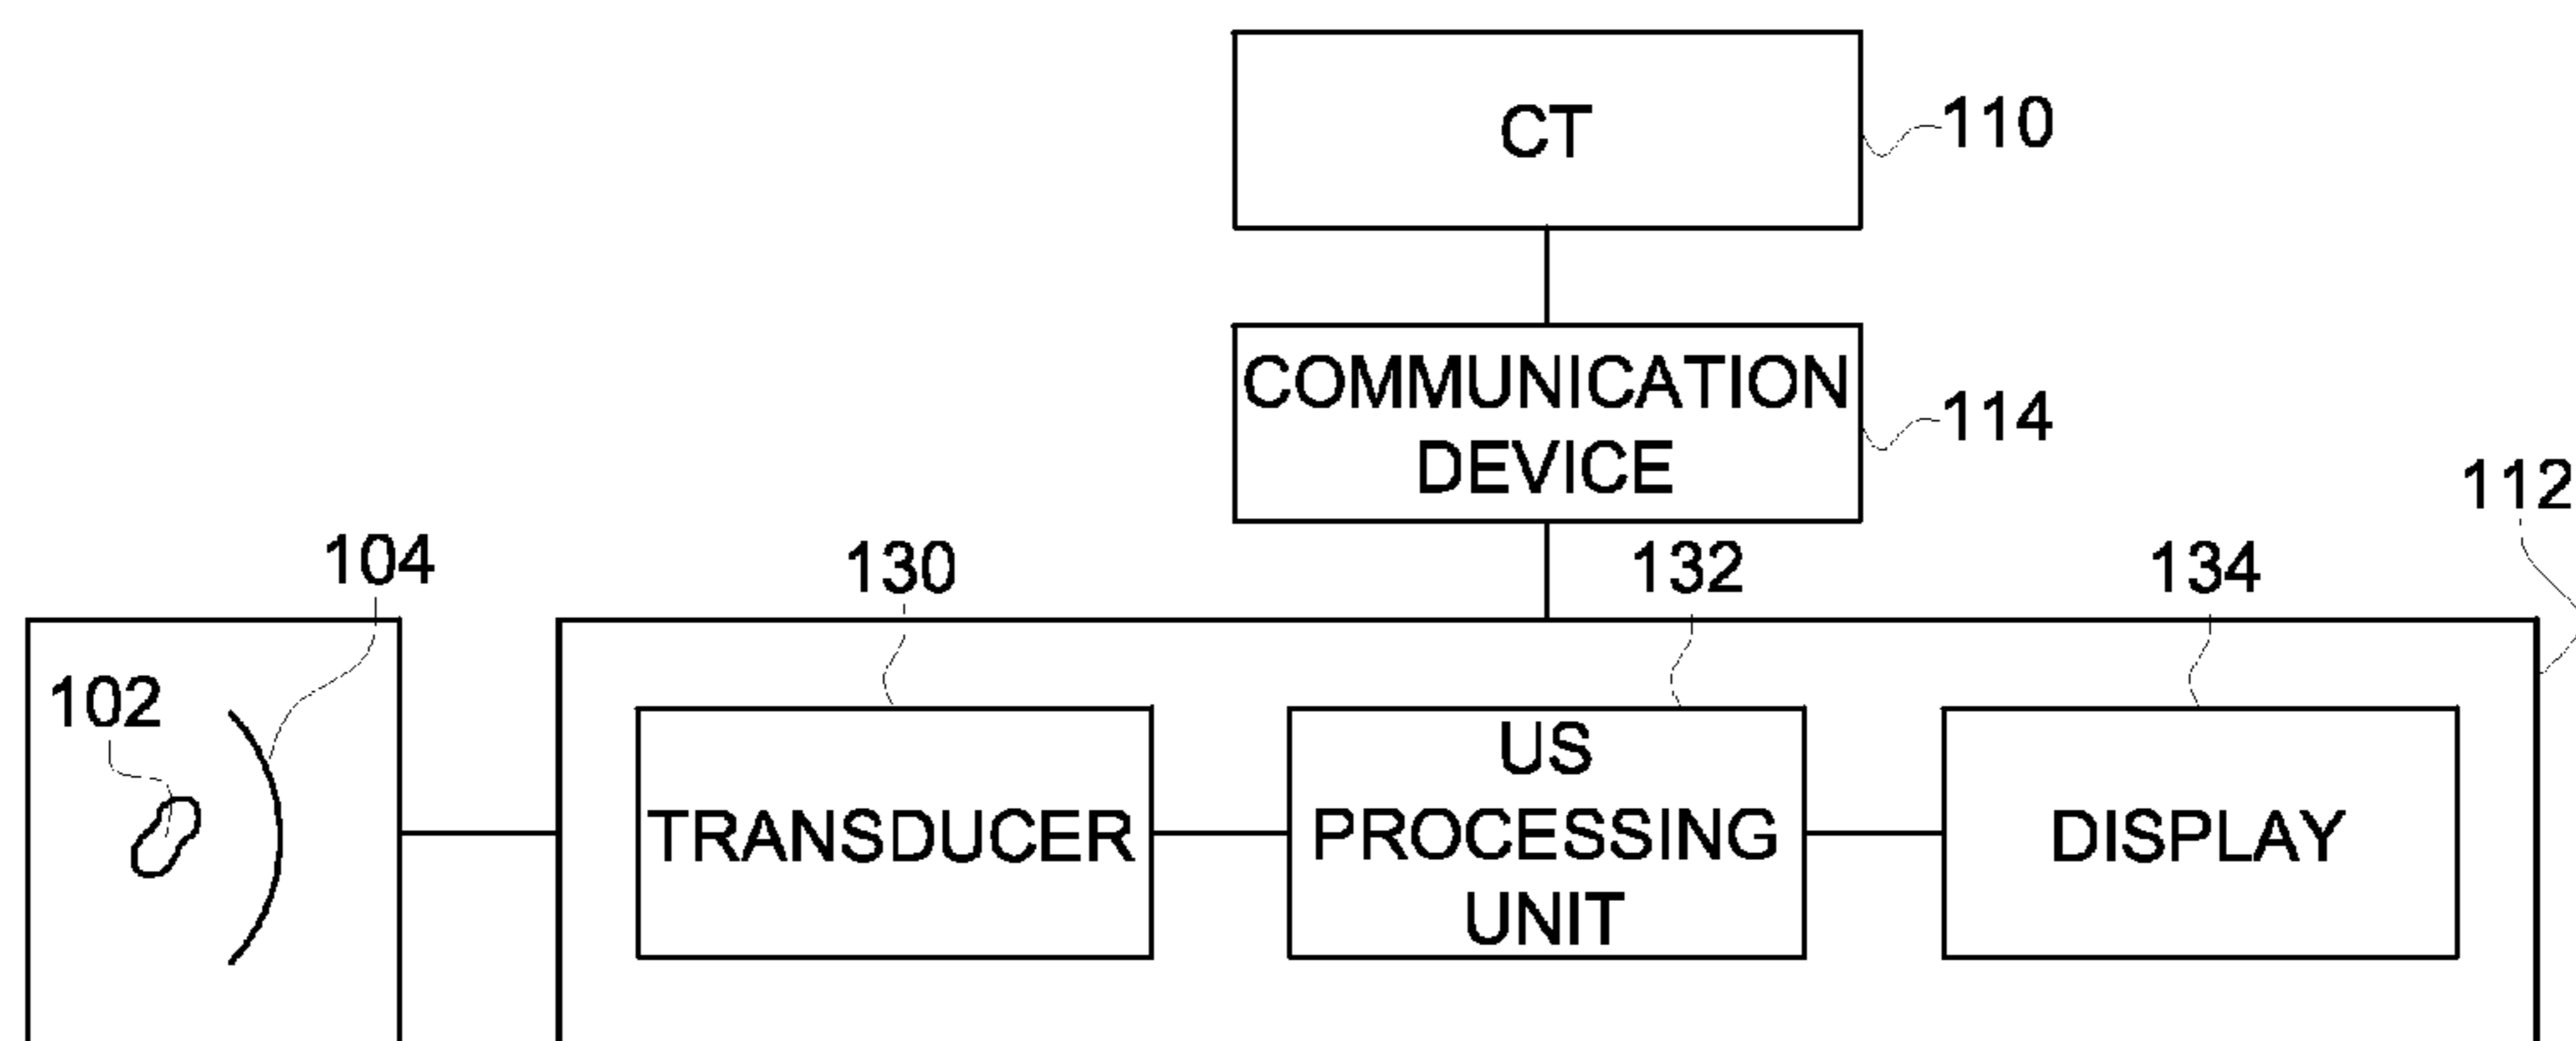 CT
110
COMMUNICATION
DEVICE
114
112
104
130
132
134
102
TRANSDUCER
US
PROCESSING
UNIT
DISPLAY